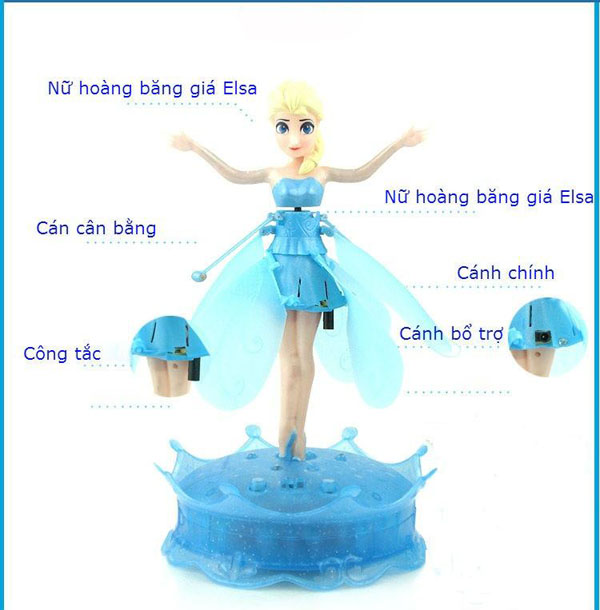 Nữ hoàng băng giá Elsa
Nữ hoàng băng giá Elsa
Cán cân bằng
Cánh chính
Cánh bổ trợ
Công tắc